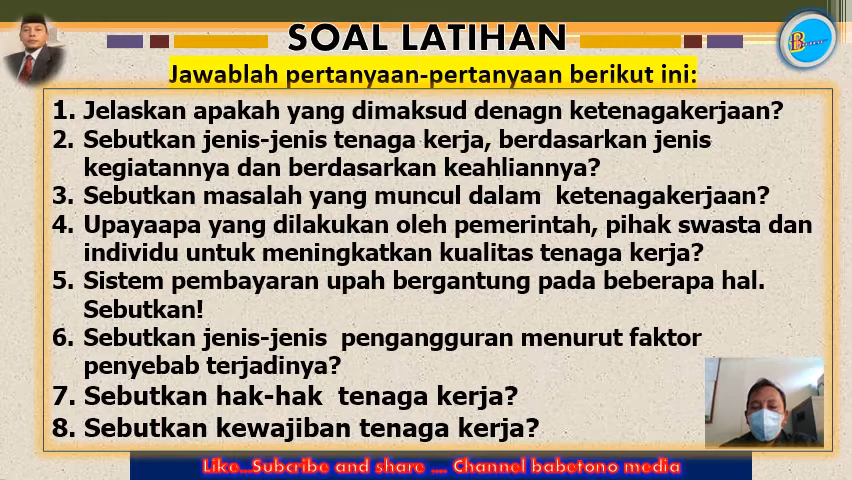 SOAL LATIHAN
Jawablah pertanyaan-pertanyaan berikut ini:
1. Jelaskan apakah yang dimaksud denagn ketenagakerjaan?
2. Sebutkan jenis-jenis tenaga kerja, berdasarkan jenis
kegiatannya dan berdasarkan keahliannya?
3. Sebutkan masalah yang muncul dalam ketenagakerjaan?
4. Upayaapa yang dilakukan oleh pemerintah, pihak swasta dan
individu untuk meningkatkan kualitas tenaga kerja?
5. Sistem pembayaran upah bergantung pada beberapa hal.
Sebutkan!
6. Sebutkan jenis-jenis pengangguran menurut faktor
penyebab terjadinya?
7. Sebutkan hak-hak tenaga kerja?
8. Sebutkan kewajiban tenaga kerja?
Like...Subcribe and share .... Channel babetono media